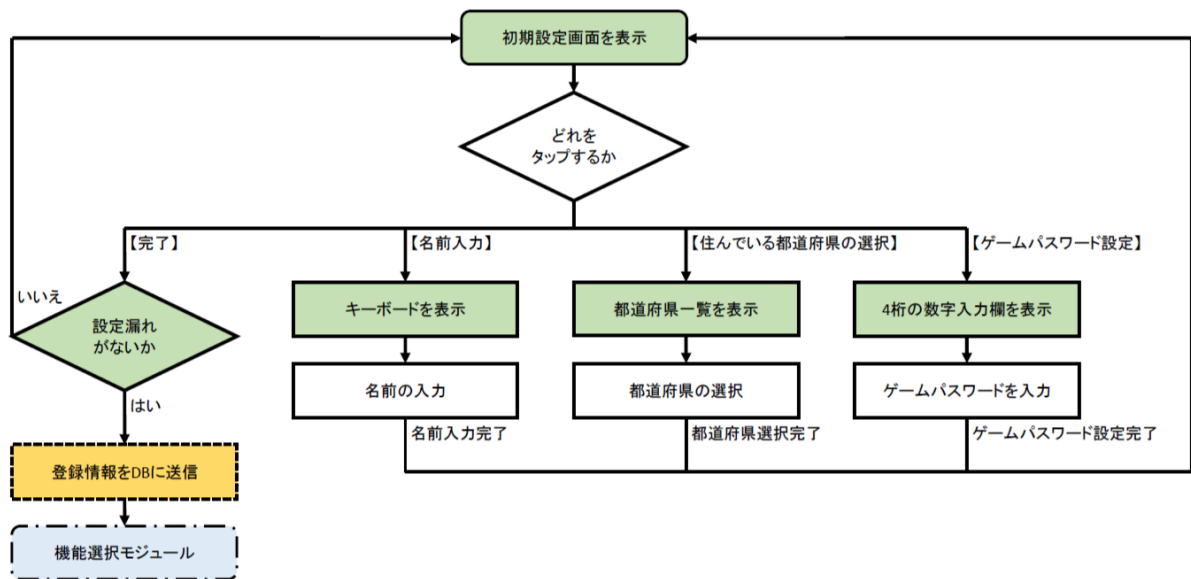 初期設定画面を表示
どれを
タップするか
【完了】
【名前入力】
【住んでいる都道府県の選択】
【ゲームパスワード設定】
いいえ
設定漏れ
がないか
キーボードを表示
都道府県一覧を表示
4桁の数字入力欄を表示
名前の入力
都道府県の選択
ゲームパスワードを入力
はい
名前入力完了
都道府県選択完了
ゲームパスワード設定完了
登録情報をDBに送信
機能選択モジュール